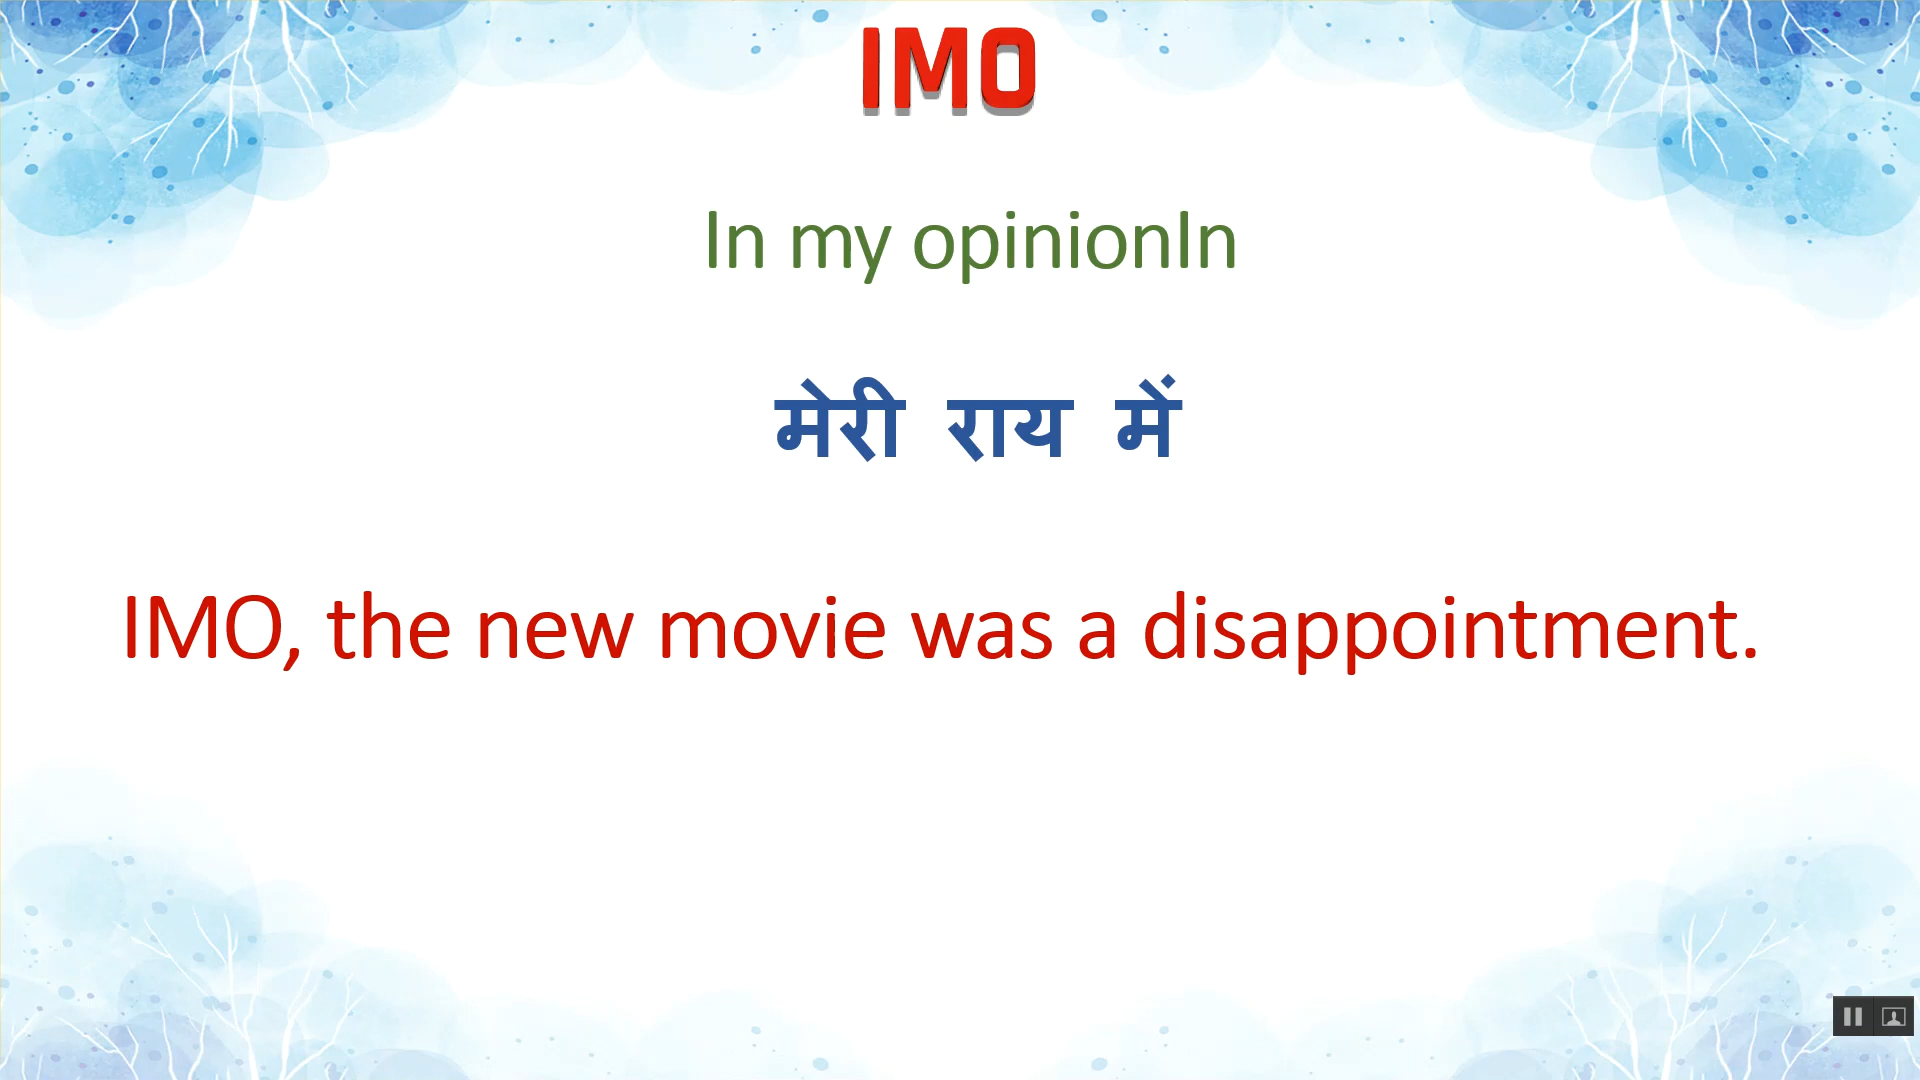 IMO
In my opinionIn
मेरी राय में
IMO, the new movie was a disappointment.